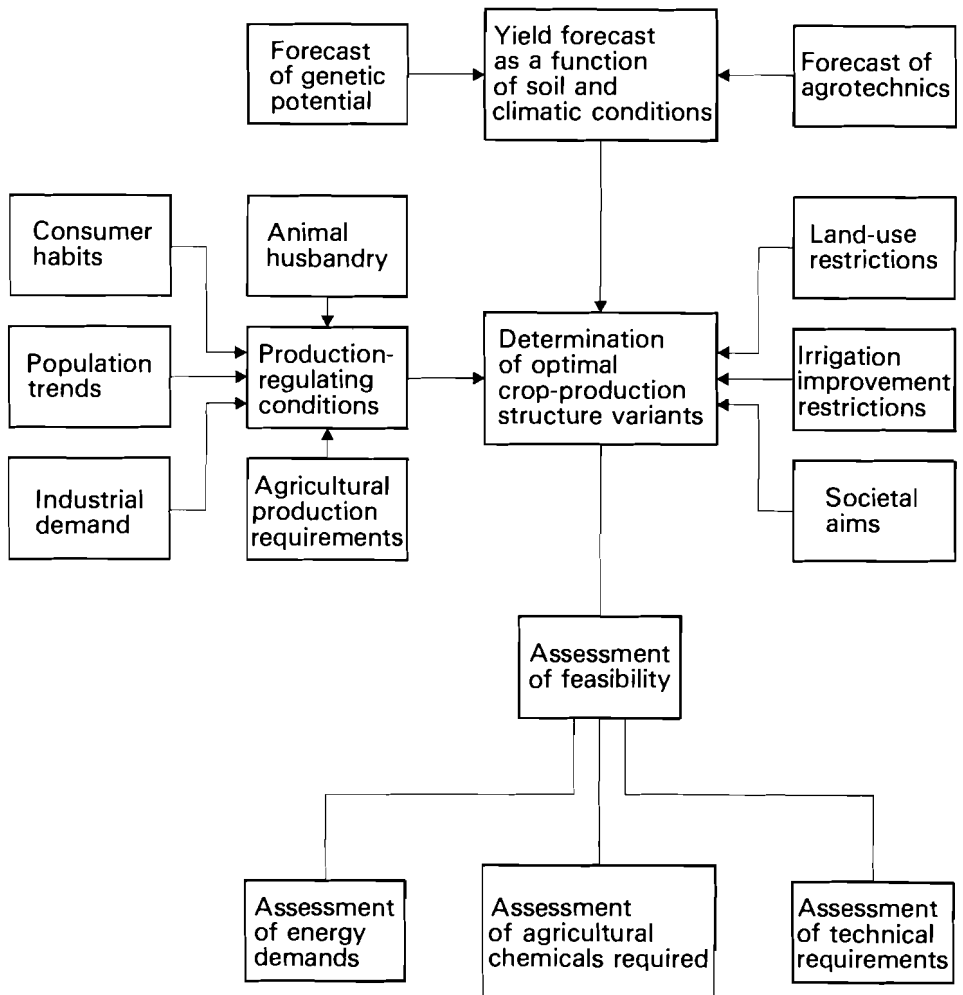 Forecast
of genetic
potential
Yield forecast
as a function
of soil and
climatic conditions
Forecast of
agrotechnics
Consumer
habits
Animal
husbandry
Land-use
restrictions
Population
trends
Production-
regulating
conditions
Determination
of optimal
crop-production
structure variants
Irrigation
improvement
restrictions
Industrial
demand
Agricultural
production
requirements
Societal
aims
Assessment
of feasibility
Assessment
of energy
demands
Assessment
of agricultural
chemicals required
Assessment
of technical
requirements